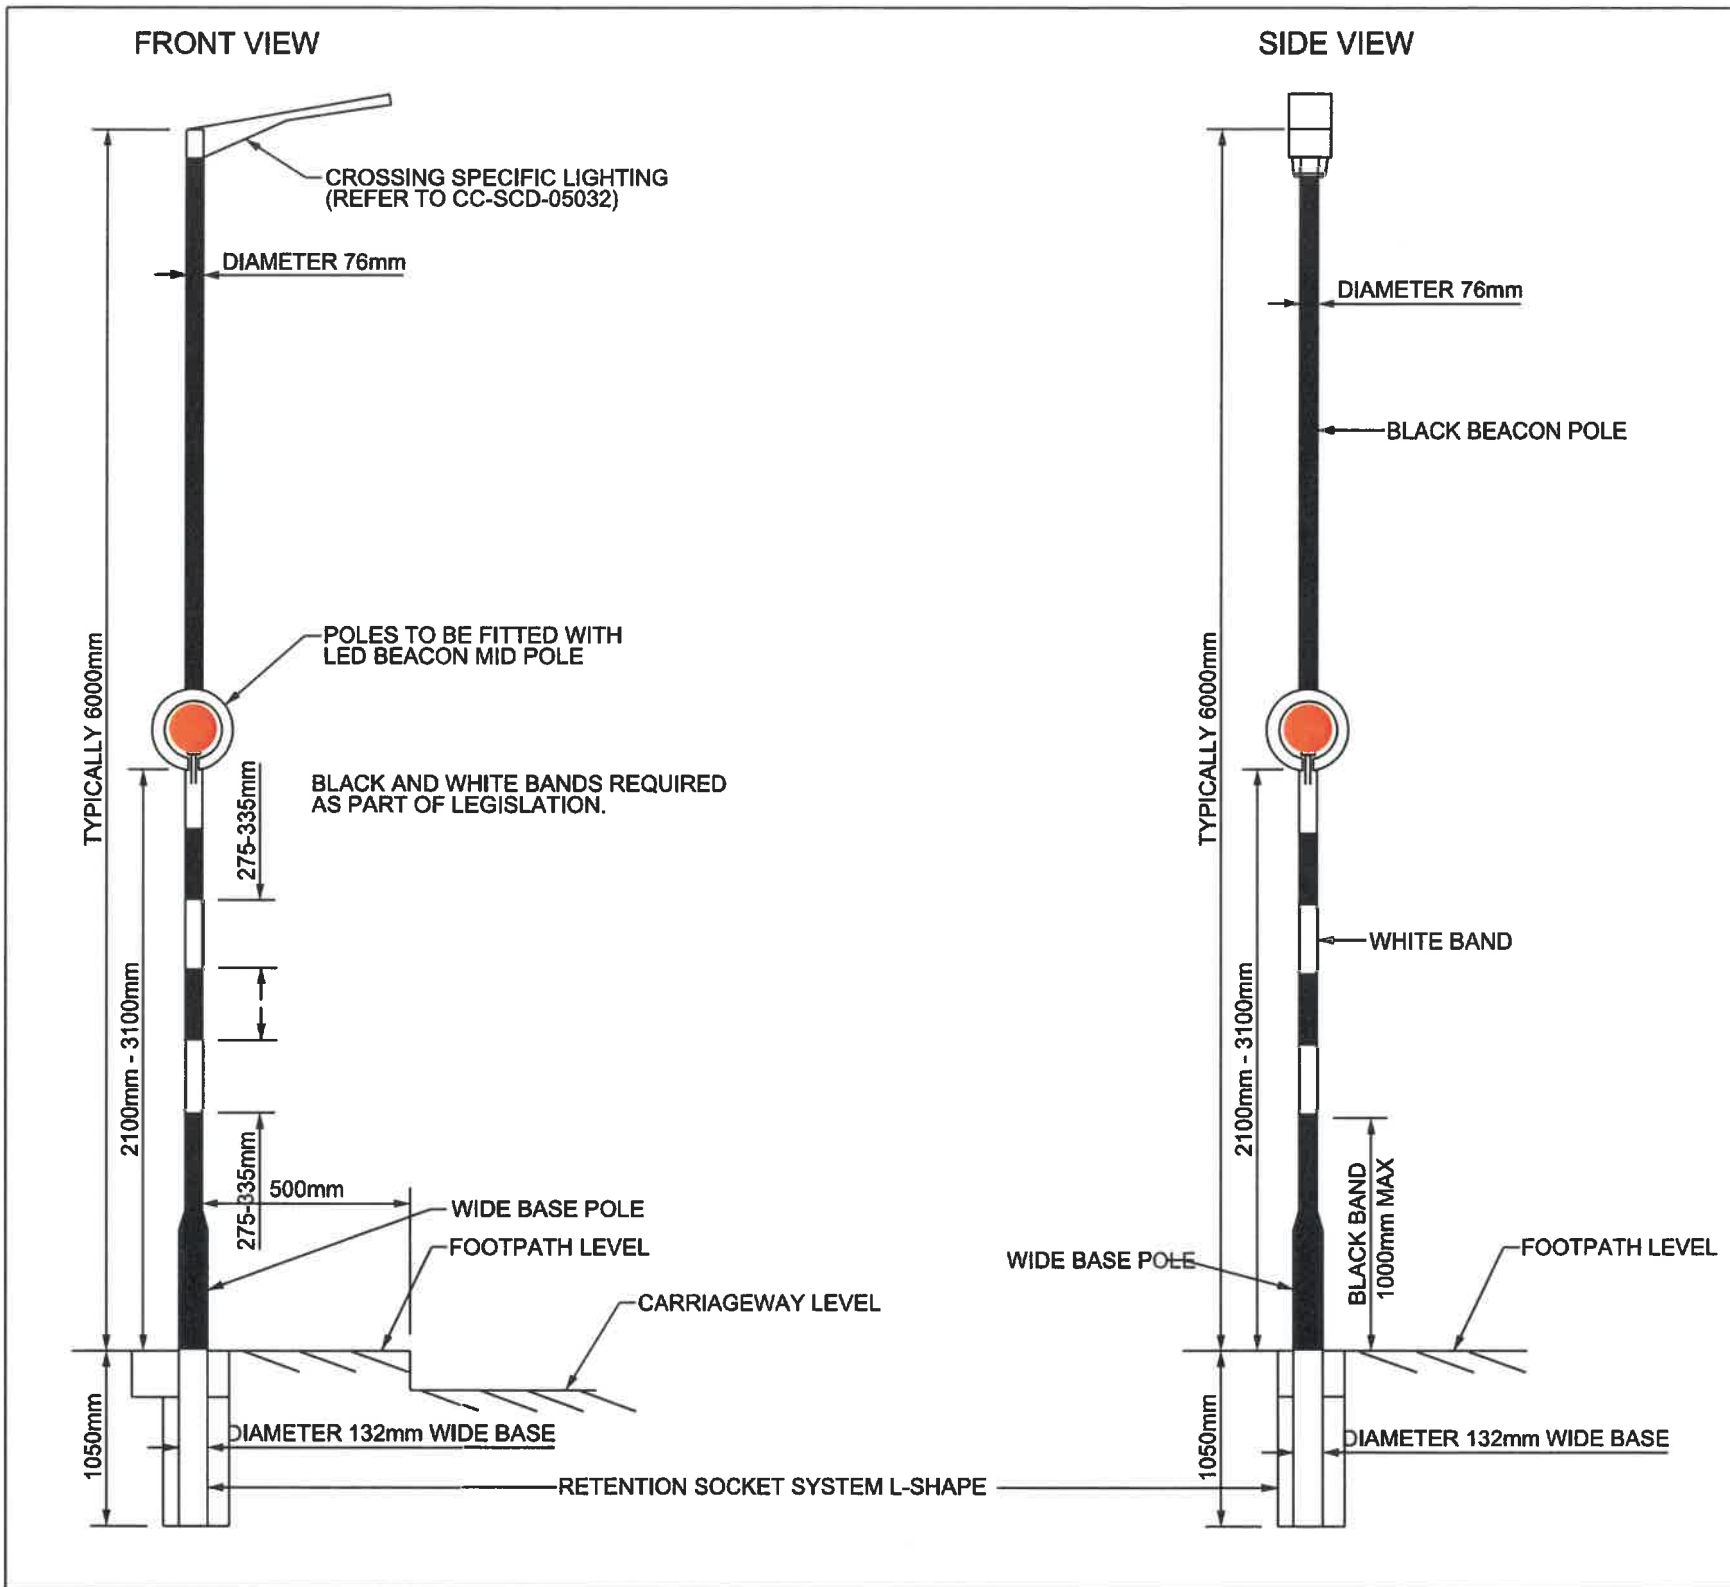 FRONT VIEW
CROSSING SPECIFIC LIGHTING
(REFER TO CC-SCD-05032)
DIAMETER 76mm
POLES TO BE FITTED WITH
LED BEACON MID POLE
TYPICALLY 6000mm
BLACK AND WHITE BANDS REQUIRED
AS PART OF LEGISLATION.
275-335mm
2100mm - 3100mm
275-335mm
500mm
WIDE BASE POLE
FOOTPATH LEVEL
CARRIAGEWAY LEVEL
1050mm
DIAMETER 132mm WIDE BASE
RETENTION SOCKET SYSTEM L-SHAPE
SIDE VIEW
DIAMETER 76mm
BLACK BEACON POLE
TYPICALLY 6000mm
WHITE BAND
2100mm - 3100mm
BLACK BAND
1000mm MAX
WIDE BASE POLE
FOOTPATH LEVEL
1050mm
DIAMETER 132mm WIDE BASE